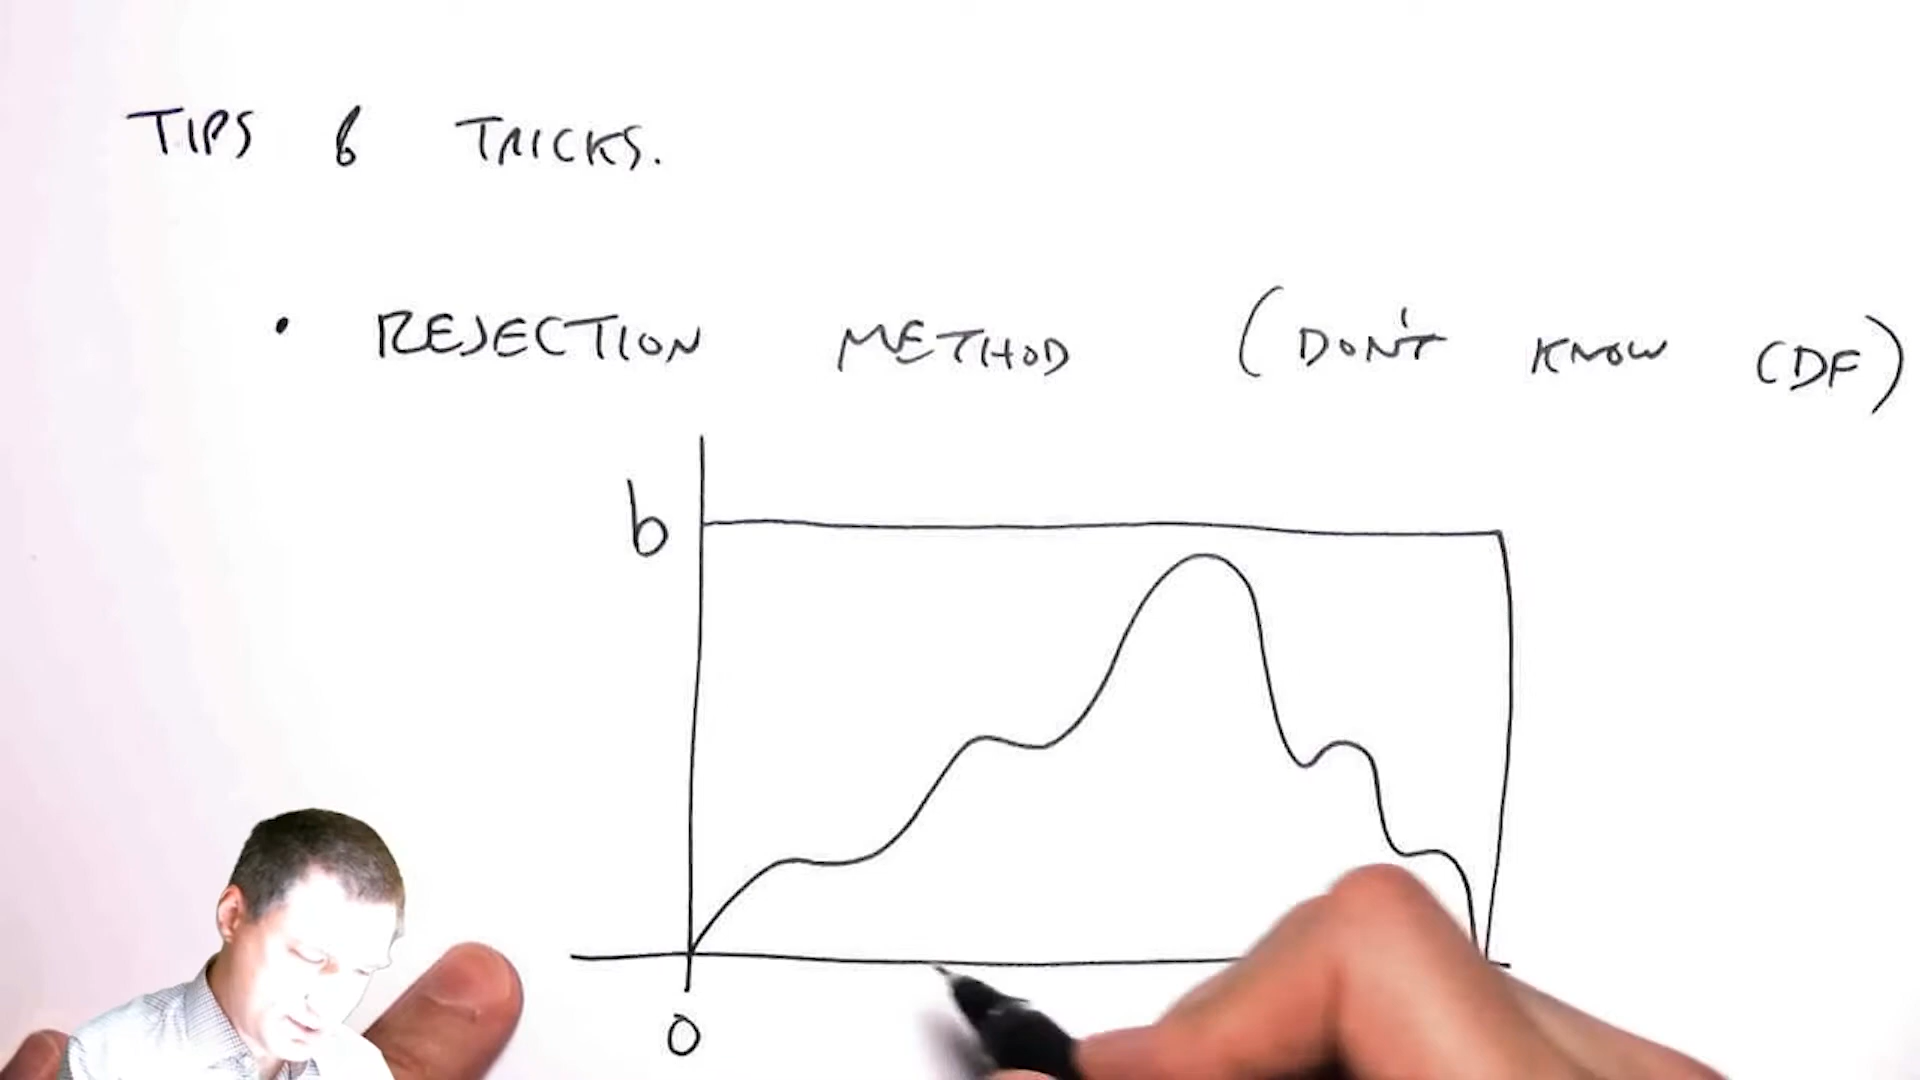 TIPS & TRICKS.
• REJECTION METHOD (DON'T KNOW CDF)
b
0